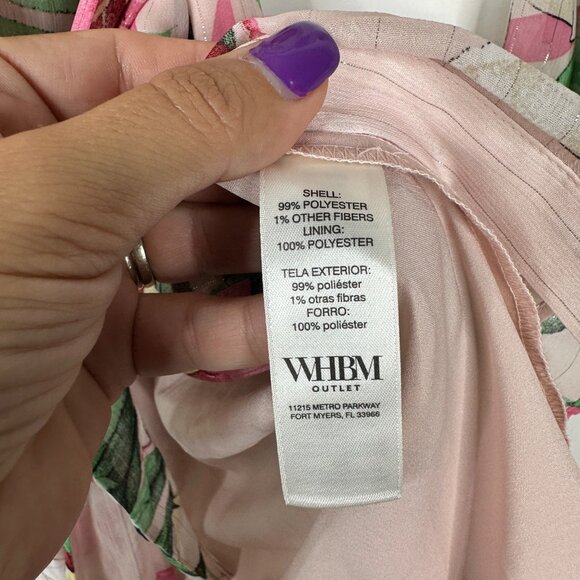 SHELL:
99% POLYESTER
1% OTHER FIBERS
LINING:
100% POLYESTER
TELA EXTERIOR:
99% poliéster
1% otras fibras
FORRO:
100% poliéster
WHBM
OUTLET
11215 METRO PARKWAY
FORT MYERS, FL 33966